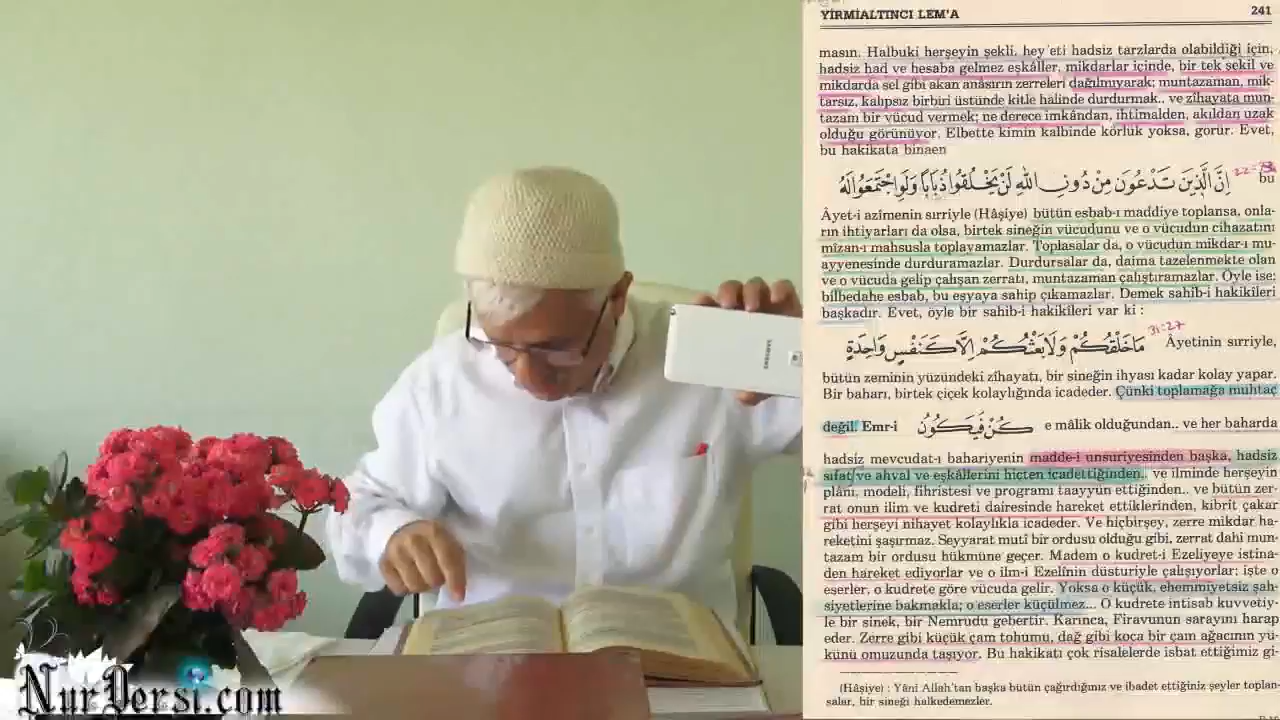 YİRMİALTINCI LEM'A 241
masın. Halbuki herşeyin şekli, hey'eti hadsiz tarzlarda olabildiği için,
hadsiz had ve hesaba gelmez eşkâller, mikdarlar içinde, bir tek şekil ve
mikdarda sel gibi akan anâsırın zerreleri dağılmıyarak; muntazaman, mik-
tarsız, kalıpsız birbiri üstünde kitle halinde durdurmak.. ve zîhayata mun-
tazam bir vücud vermek; ne derece imkândan, ihtimalden, akıldan uzak
olduğu görünüyor. Elbette kimin kalbinde körlük yoksa, görür. Evet,
bu hakikata binaen
اِنَّ الَّذِينَ تَدْعُونَ مِنْ دُونِ اللّٰهِ لَنْ يَخْلُقُوا ذُبَابًا وَلَوِ اجْتَمَعُوا لَهُ 22-73 bu
Âyet-i azîmenin sırriyle (Hâşiye) bütün esbab-ı maddiye toplansa, onla-
rın ihtiyarları da olsa, birtek sineğin vücudunu ve o vücudun cihazatını
mizan-ı mahsusla toplayamazlar. Toplasalar da, o vücudun mikdar-ı mu-
ayyenesinde durduramazlar. Durdursalar da, daima tazelenmekte olan
ve o vücuda gelip çalışan zerratı, muntazaman çalıştıramazlar. Öyle ise;
bilbedahe esbab, bu eşyaya sahip çıkamazlar. Demek sahib-i hakikîleri
başkadır. Evet, öyle bir sahib-i hakikîleri var ki :
مَا خَلْقُكُمْ وَلَا بَعْثُكُمْ اِلَّا كَنَفْسٍ وَاحِدَةٍ 31:27 Âyetinin sırriyle,
bütün zeminin yüzündeki zîhayatı, bir sineğin ihyası kadar kolay yapar.
Bir baharı, birtek çiçek kolaylığında icadeder. Çünki toplamağa muhtaç
değil. Emr-i كُنْ فَيَكُونُ e mâlik olduğundan.. ve her baharda
hadsiz mevcudat-ı bahariyenin madde-i unsuriyesinden başka, hadsiz
sıfat ve ahval ve eşkâllerini hiçten icadettiğinden.. ve ilminde herşeyin
plânı, modeli, fihristesi ve programı taayyün ettiğinden.. ve bütün zer-
rat onun ilim ve kudreti dairesinde hareket ettiklerinden, kibrit çakar
gibi herşeyi nihayet kolaylıkla icadeder. Ve hiçbirşey, zerre mikdar ha-
reketini şaşırmaz. Seyyarat mutî bir ordusu olduğu gibi, zerrat dahi mun-
tazam bir ordusu hükmüne geçer. Madem o kudret-i Ezeliyeye istina-
den hareket ediyorlar ve o ilm-i Ezelînin düsturiyle çalışıyorlar; işte o
eserler, o kudrete göre vücuda gelir. Yoksa o küçük, ehemmiyetsiz şah-
siyetlerine bakmakla; o eserler küçülmez... O kudrete intisab kuvvetiy-
le bir sinek, bir Nemrudu gebertir. Karınca, Firavunun sarayını harap
eder. Zerre gibi küçük çam tohumu, dağ gibi koca bir çam ağacının yü-
künü omuzunda taşıyor. Bu hakikatı çok risalelerde isbat ettiğimiz gi-
(Hâşiye) : Yâni Allah'tan başka bütün çağırdığınız ve ibadet ettiğiniz şeyler toplan-
salar, bir sineği halkedemezler.
SAMSUNG
NurDersi.com